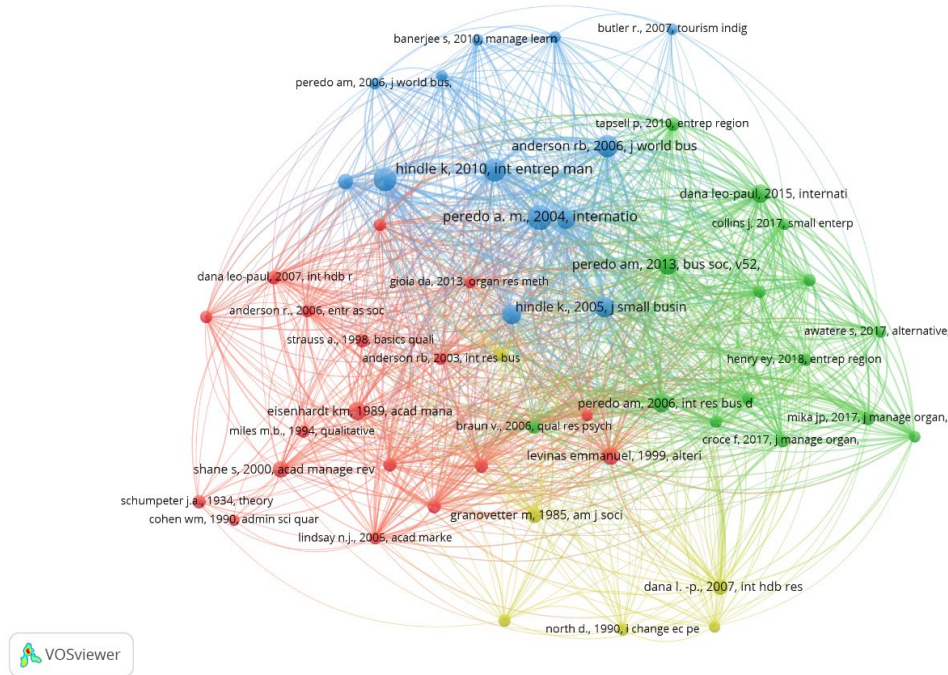 butler r., 2007, tourism indig
banerjee s, 2010, manage learn
peredo am, 2006, j world bus,
tapsell p, 2010, entrep region
anderson rb, 2006, j world bus
hindle k, 2010, int entrep man
dana leo-paul, 2015, internati
peredo a. m., 2004, internatio
collins j, 2017, small enterp
peredo am, 2013, bus soc, v52,
dana leo-paul, 2007, int hdb r
gioia da, 2013, organ res meth
hindle k., 2005, j small busin
anderson r., 2006, entr as soc
awatere s, 2017, alternative,
strauss a., 1998, basics quali
anderson rb, 2003, int res bus
henry ey, 2018, entrep region
peredo am, 2006, int res bus d
eisenhardt km, 1989, acad mana
mika jp, 2017, j manage organ,
braun v., 2006, qual res psych
miles m.b., 1994, qualitative
croce f, 2017, j manage organ,
levinas emmanuel, 1999, alteri
shane s, 2000, acad manage rev
schumpeter j.a., 1934, theory
granovetter m, 1985, am j soci
cohen wm, 1990, admin sci quar
lindsay n.j., 2005, acad marke
dana l. -p., 2007, int hdb res
north d., 1990, i change ec pe
VOSviewer